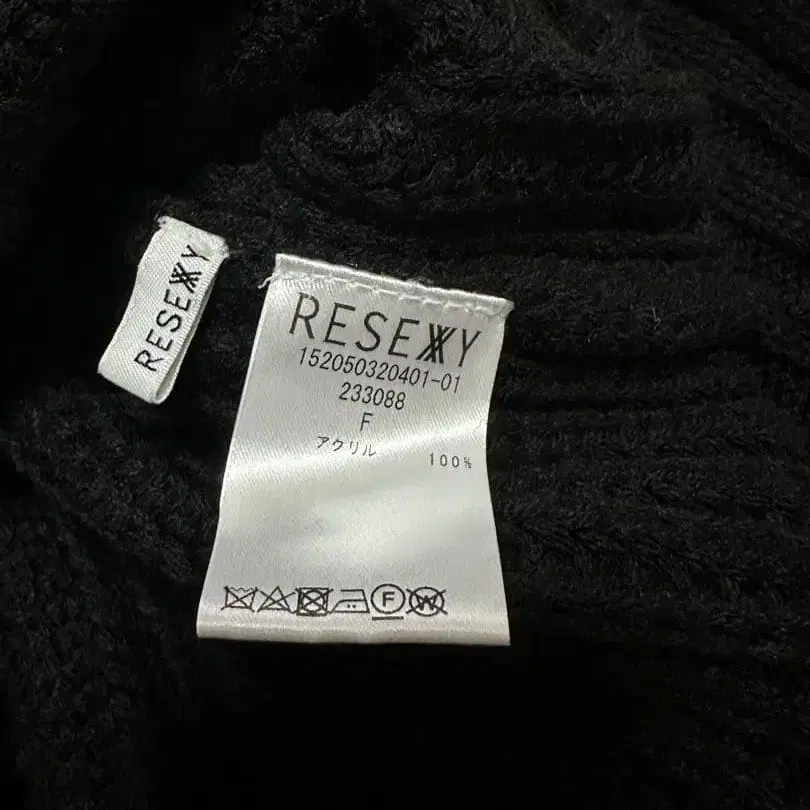 RESEXXY
RESEXXY
152050320401-01
233088
F
アクリル 100%
F
W